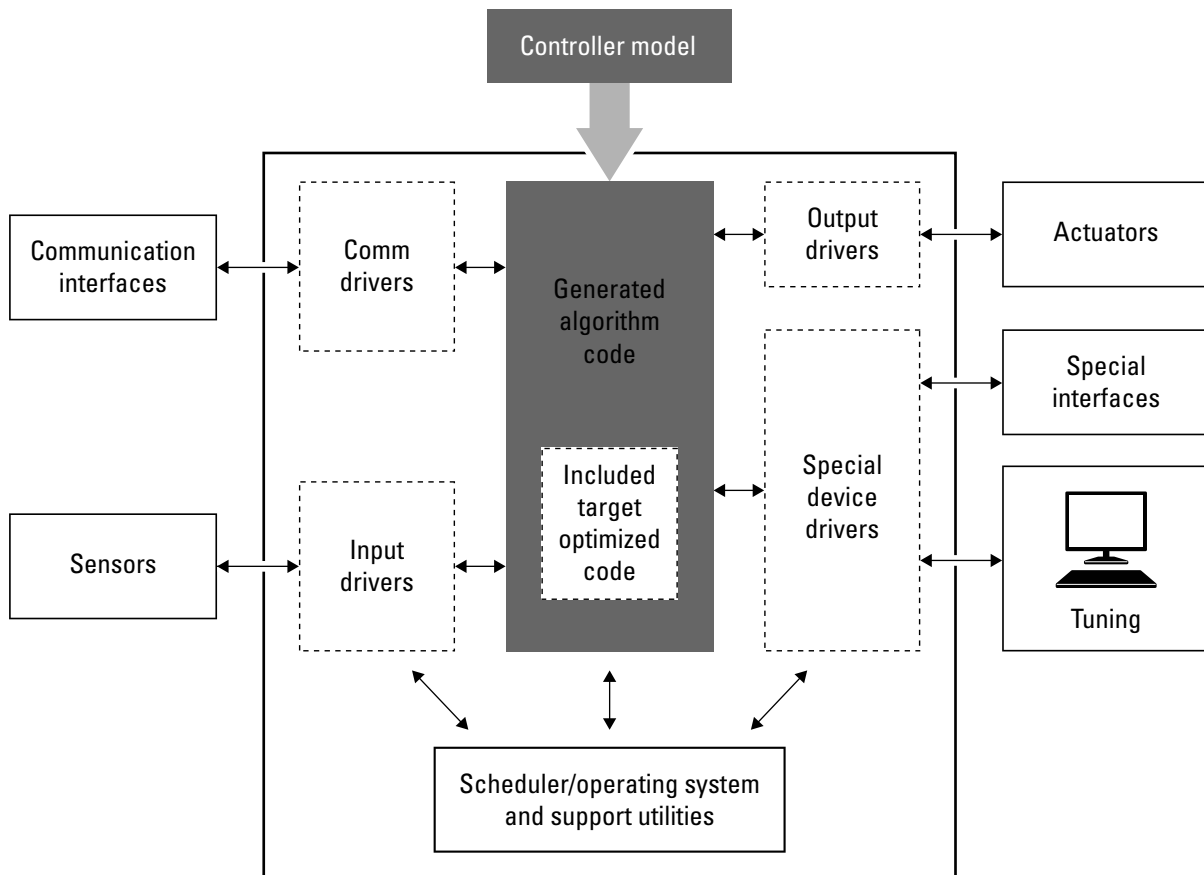 Controller model
Communication
interfaces
Comm
drivers
Generated
algorithm
code
Output
drivers
Actuators
Special
interfaces
Sensors
Input
drivers
Included
target
optimized
code
Special
device
drivers
Tuning
Scheduler/operating system
and support utilities